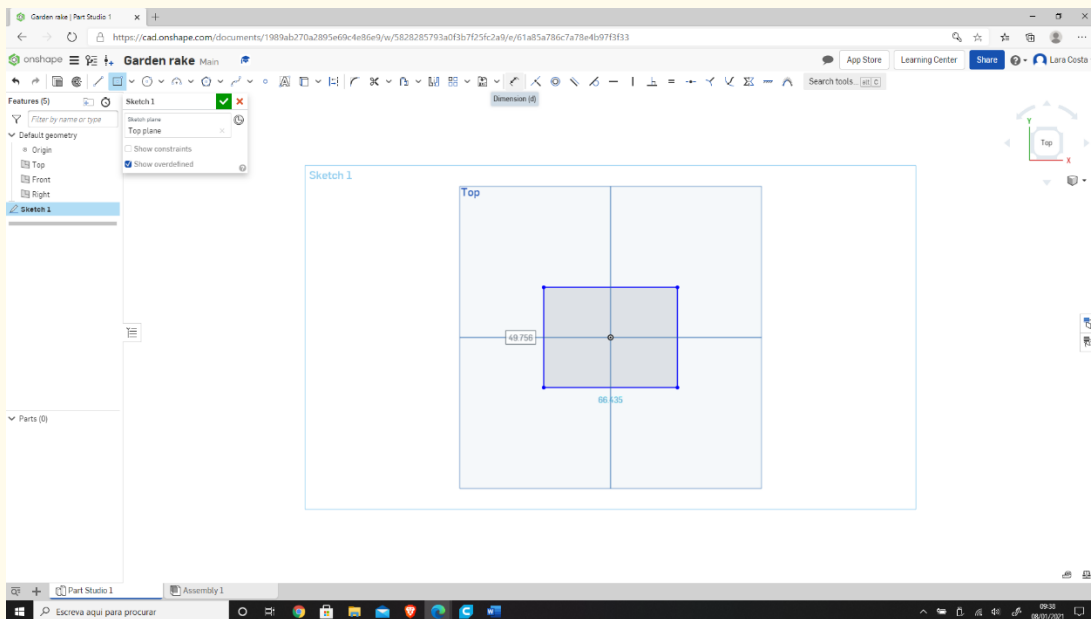 Garden rake | Part Studio 1
https://cad.onshape.com/documents/1989ab270a2895e69c4e86e9/w/5828285793a0f3b7f25fc2a9/e/61a85a786c7a78e4b97f3f33
onshape Garden rake Main App Store Learning Center Share Lara Costa
Search tools... alt C
Dimension (d)
Features (5)
Filter by name or type
Default geometry
Origin
Top
Front
Right
Sketch 1
Sketch 1
Sketch plane
Top plane
Show constraints
Show overdefined
Sketch 1
Top
49.756
66.435
Top
Y
X
Parts (0)
Part Studio 1 Assembly 1
Escreva aqui para procurar
09:38
08/01/2021